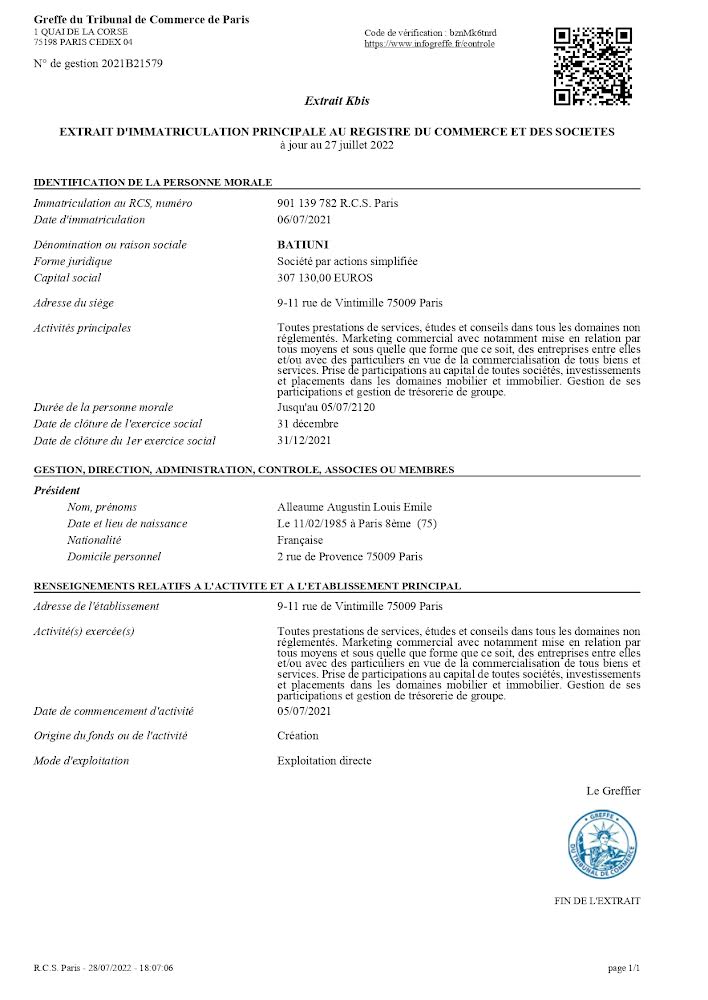 Greffe du Tribunal de Commerce de Paris
1 QUAI DE LA CORSE
75198 PARIS CEDEX 04
Code de vérification : bznMk6tnrd
https://www.infogreffe.fr/controle
N° de gestion 2021B21579
Extrait Kbis
EXTRAIT D'IMMATRICULATION PRINCIPALE AU REGISTRE DU COMMERCE ET DES SOCIETES
à jour au 27 juillet 2022
IDENTIFICATION DE LA PERSONNE MORALE
Immatriculation au RCS, numéro 901 139 782 R.C.S. Paris
Date d'immatriculation 06/07/2021
Dénomination ou raison sociale BATIUNI
Forme juridique Société par actions simplifiée
Capital social 307 130,00 EUROS
Adresse du siège 9-11 rue de Vintimille 75009 Paris
Activités principales Toutes prestations de services, études et conseils dans tous les domaines non
réglementés. Marketing commercial avec notamment mise en relation par
tous moyens et sous quelque forme que ce soit, des entreprises entre elles
et/ou avec des particuliers en vue de la commercialisation de tous biens et
services. Prise de participations au capital de toutes sociétés, investissements
et placements dans les domaines mobilier et immobilier. Gestion de ses
participations et gestion de trésorerie de groupe.
Durée de la personne morale Jusqu'au 05/07/2120
Date de clôture de l'exercice social 31 décembre
Date de clôture du 1er exercice social 31/12/2021
GESTION, DIRECTION, ADMINISTRATION, CONTROLE, ASSOCIES OU MEMBRES
Président
Nom, prénoms Alleaume Augustin Louis Emile
Date et lieu de naissance Le 11/02/1985 à Paris 8ème (75)
Nationalité Française
Domicile personnel 2 rue de Provence 75009 Paris
RENSEIGNEMENTS RELATIFS A L'ACTIVITE ET A L'ETABLISSEMENT PRINCIPAL
Adresse de l'établissement 9-11 rue de Vintimille 75009 Paris
Activité(s) exercée(s) Toutes prestations de services, études et conseils dans tous les domaines non
réglementés. Marketing commercial avec notamment mise en relation par
tous moyens et sous quelque forme que ce soit, des entreprises entre elles
et/ou avec des particuliers en vue de la commercialisation de tous biens et
services. Prise de participations au capital de toutes sociétés, investissements
et placements dans les domaines mobilier et immobilier. Gestion de ses
participations et gestion de trésorerie de groupe.
Date de commencement d'activité 05/07/2021
Origine du fonds ou de l'activité Création
Mode d'exploitation Exploitation directe
Le Greffier
GREFFE
DU TRIBUNAL DE COMMERCE
FIN DE L'EXTRAIT
R.C.S. Paris - 28/07/2022 - 18:07:06 page 1/1